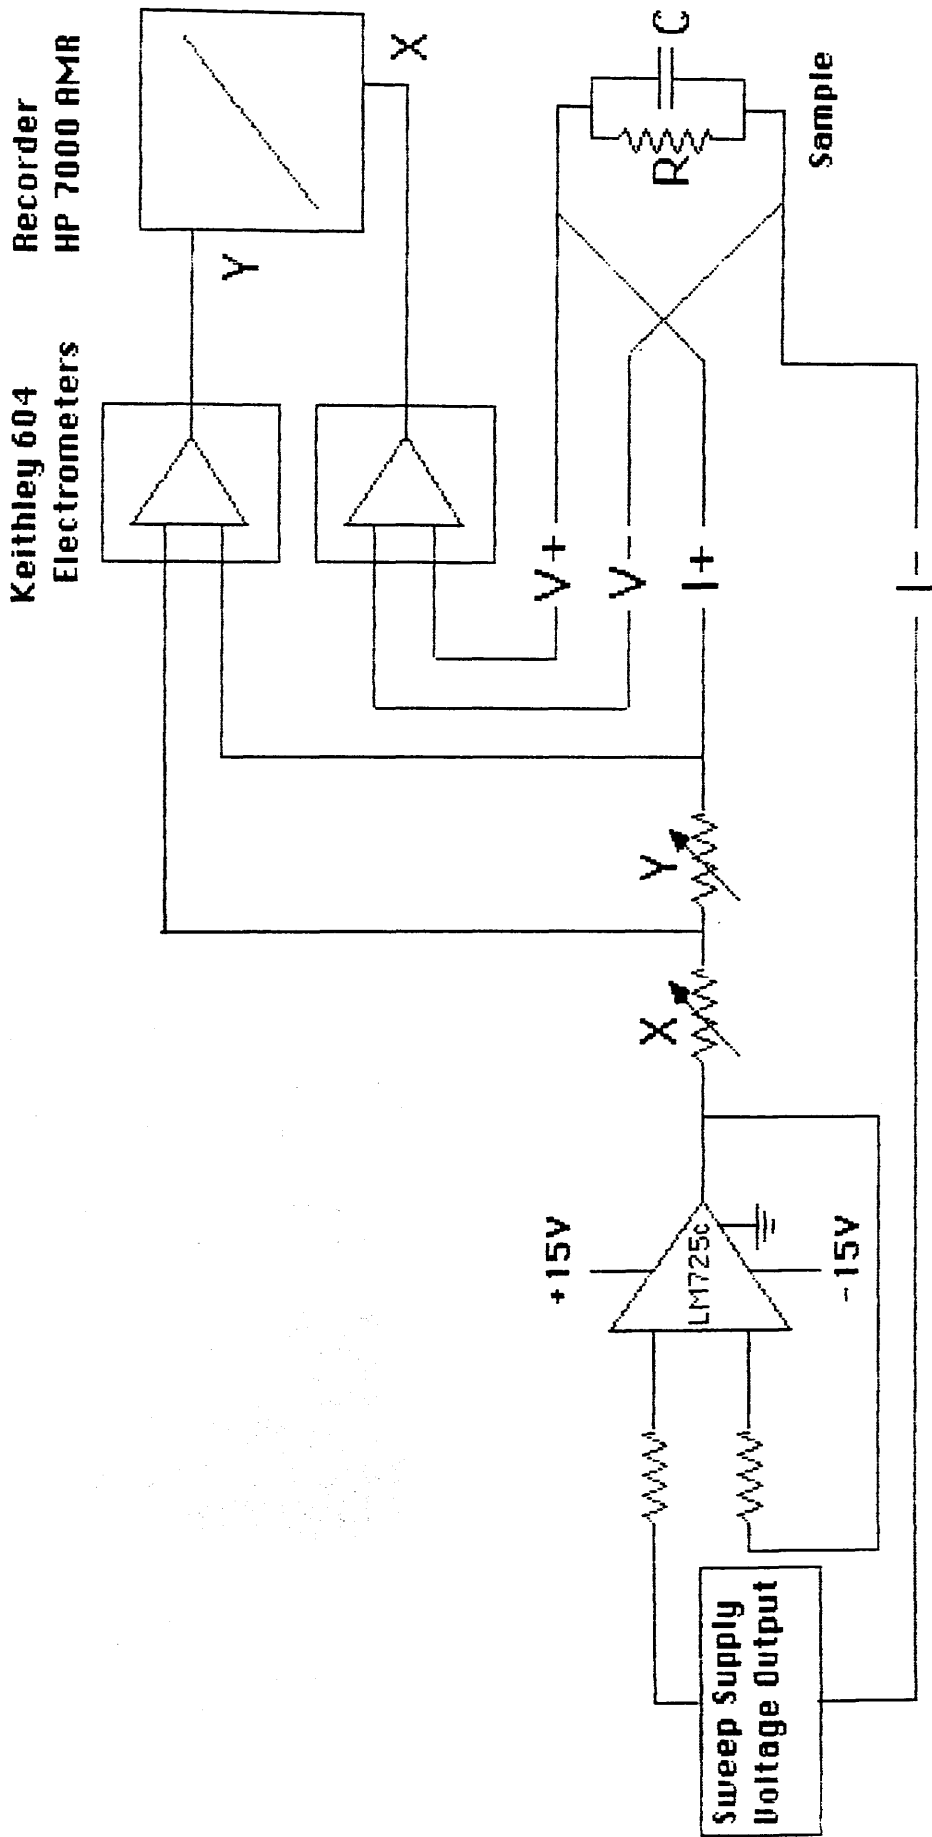 Keithley 604
Electrometers
Recorder
HP 7000 AMR
Y
X
V+
V-
I+
I-
R
C
Sample
X
Y
+15V
LM725c
-15V
Sweep Supply
Voltage Output